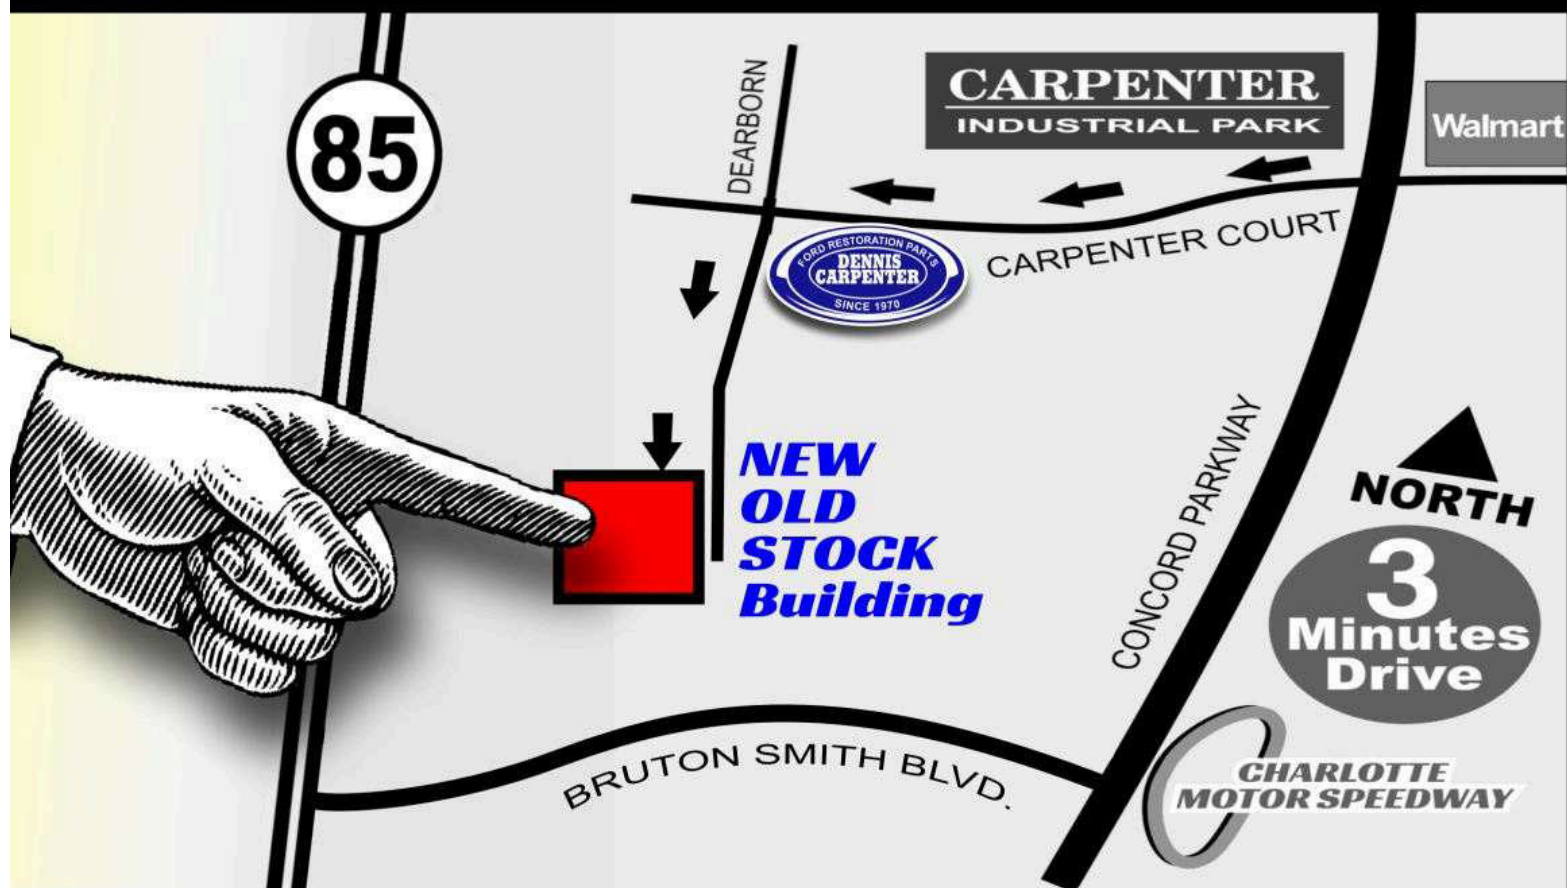 85
DEARBORN
CARPENTER
INDUSTRIAL PARK
Walmart
FORD RESTORATION PARTS
DENNIS
CARPENTER
SINCE 1970
CARPENTER COURT
NEW
OLD
STOCK
Building
CONCORD PARKWAY
NORTH
3
Minutes
Drive
BRUTON SMITH BLVD.
CHARLOTTE
MOTOR SPEEDWAY